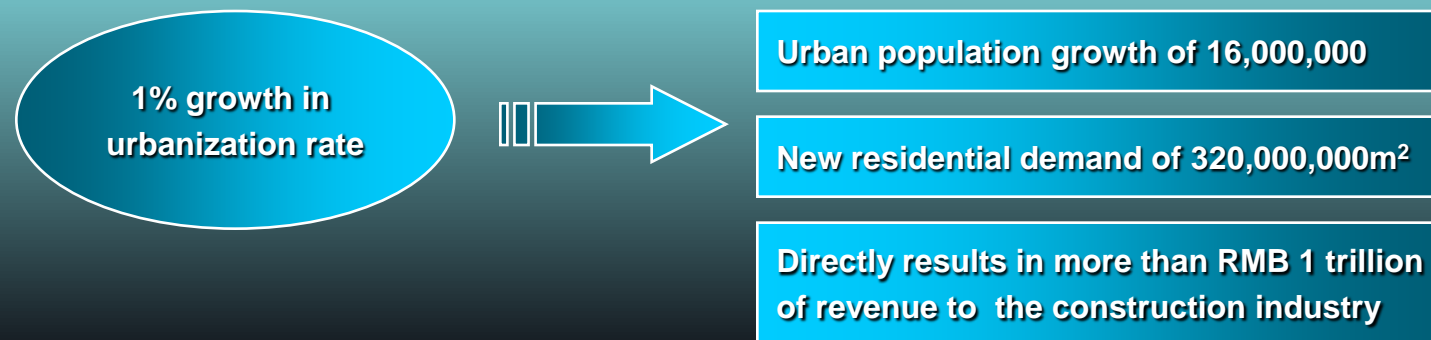 1% growth in
urbanization rate
Urban population growth of 16,000,000
New residential demand of 320,000,000m²
Directly results in more than RMB 1 trillion
of revenue to the construction industry